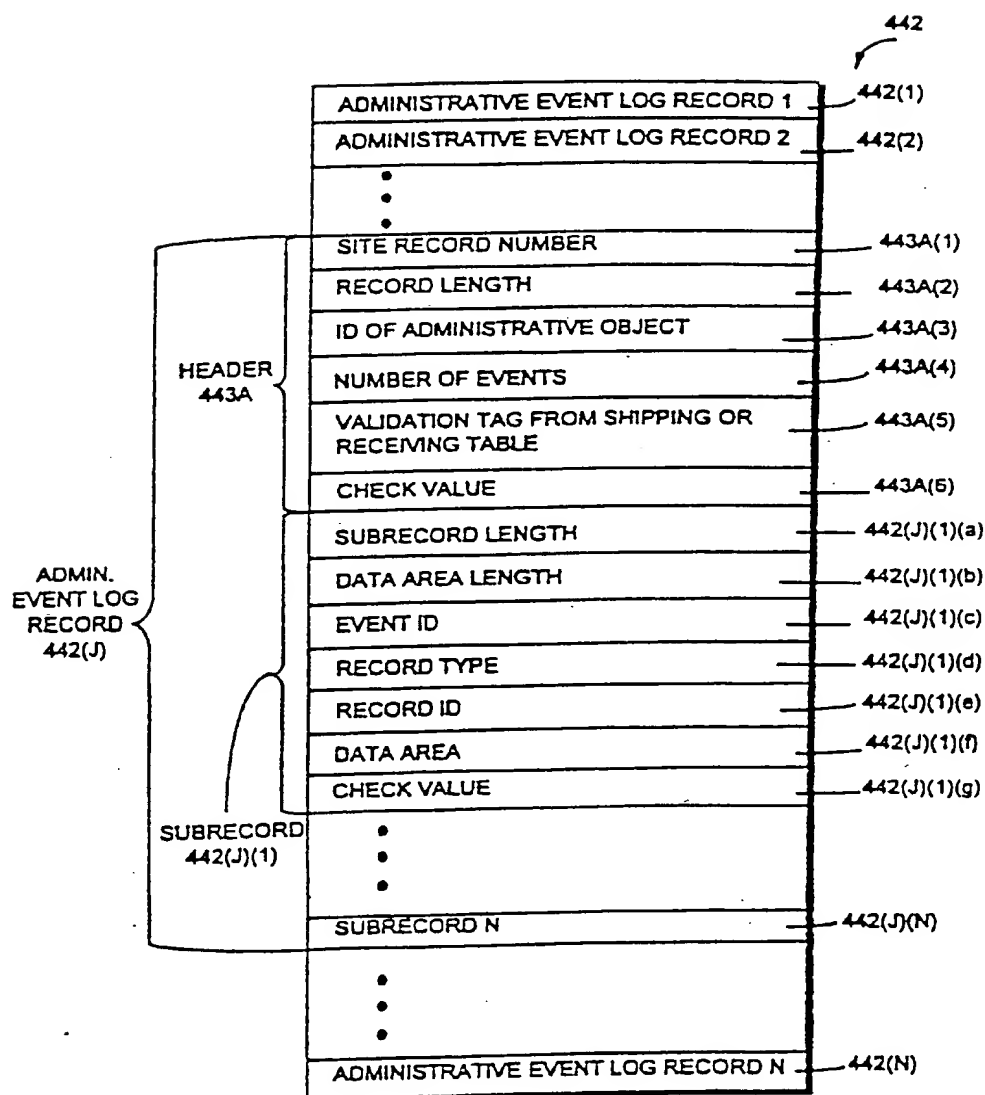 442
ADMINISTRATIVE EVENT LOG RECORD 1 442(1)
ADMINISTRATIVE EVENT LOG RECORD 2 442(2)
SITE RECORD NUMBER 443A(1)
RECORD LENGTH 443A(2)
ID OF ADMINISTRATIVE OBJECT 443A(3)
HEADER
443A
NUMBER OF EVENTS 443A(4)
VALIDATION TAG FROM SHIPPING OR
RECEIVING TABLE
443A(5)
CHECK VALUE 443A(6)
SUBRECORD LENGTH 442(J)(1)(a)
ADMIN.
EVENT LOG
RECORD
442(J)
DATA AREA LENGTH 442(J)(1)(b)
EVENT ID 442(J)(1)(c)
RECORD TYPE 442(J)(1)(d)
RECORD ID 442(J)(1)(e)
DATA AREA 442(J)(1)(f)
CHECK VALUE 442(J)(1)(g)
SUBRECORD
442(J)(1)
SUBRECORD N 442(J)(N)
ADMINISTRATIVE EVENT LOG RECORD N 442(N)